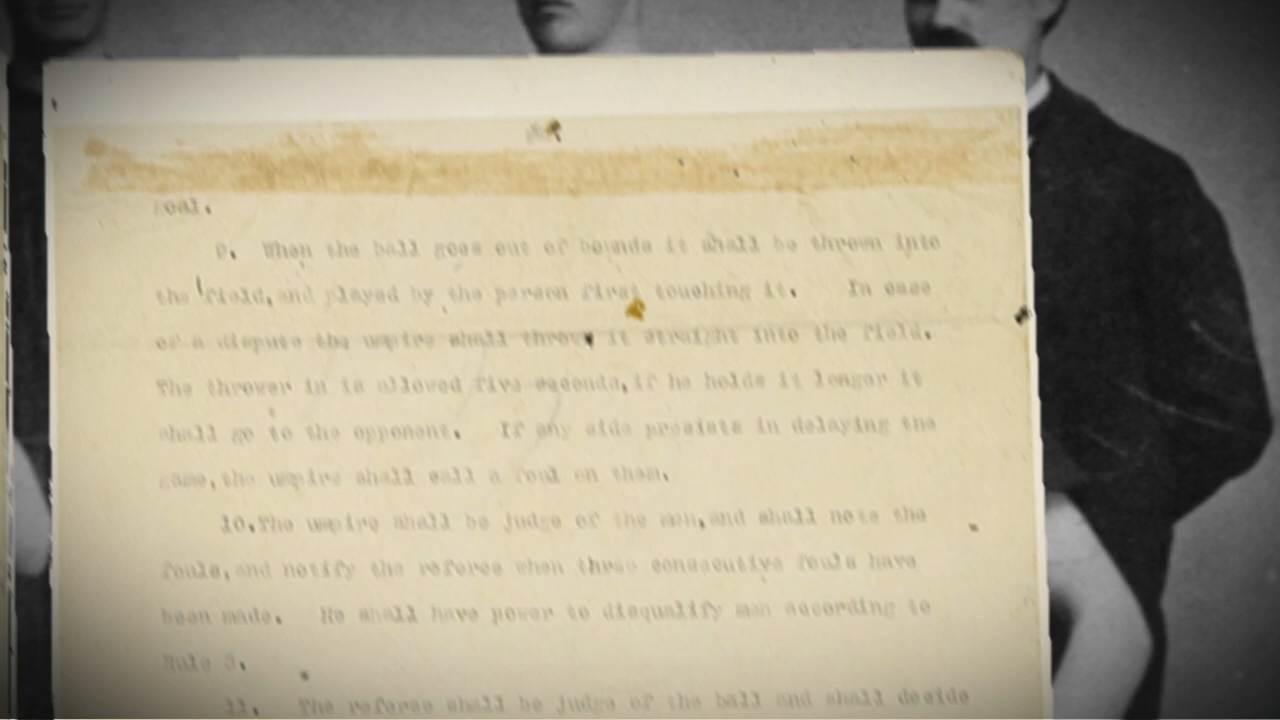 goal.
9. When the ball goes out of bounds it shall be thrown into
the field,and played by the person first touching it. In case
of a dispute the umpire shall throw it straight into the field.
The thrower in is allowed five seconds,if he holds it longer it
shall go to the opponent. If any side presists in delaying the
game,the umpire shall call a foul on them.
10.The umpire shall be judge of the men,and shall note the
fouls,and notify the referee when three consecutive fouls have
been made. He shall have power to disqualify men according to
Rule 5.
11. The referee shall be judge of the ball and shall decide